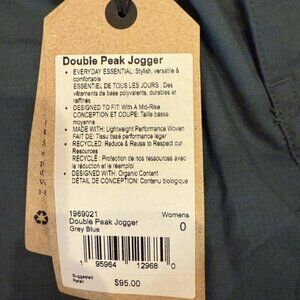 Double Peak Jogger
• EVERYDAY ESSENTIAL: Stylish, versatile &
comfortable
ESSENTIEL DE TOUS LES JOURS : Des
vêtements de base polyvalents, durables et
raffinés
• DESIGNED TO: Fit With A Mid-Rise
CONCEPTION ET COUPE: Taille basse
moyenne
• MADE WITH: Lightweight Performance Woven
FAIT DE: Tissu tissé performance léger
• RECYCLED: Reduce & Reuse to Respect our
Resources
RECYCLÉ : Protection de nos ressources avec
la réduction et le réemploi
• DESIGNED WITH: Organic Content
DÉTAIL DE CONCEPTION: Contenu biologique
1969021
Womens
Double Peak Jogger
0
Grey Blue
1 95964 12968 0
Suggested
Retail
$95.00